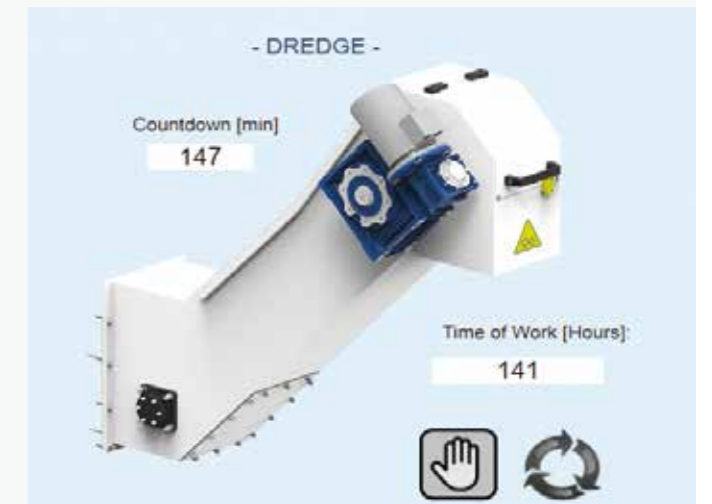 - DREDGE -
Countdown [min]
147
Time of Work [Hours]:
141